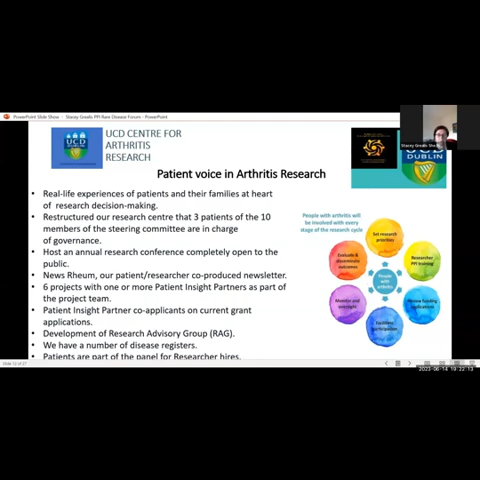 PowerPoint Slide Show - Stacey Grealis PPI Rare Disease Forum - PowerPoint
Stacey Grealis She
UCD
DUBLIN
UCD CENTRE FOR
ARTHRITIS
RESEARCH
Patient voice in Arthritis Research
Real-life experiences of patients and their families at heart
of research decision-making.
Restructured our research centre that 3 patients of the 10
members of the steering committee are in charge
of governance.
Host an annual research conference completely open to the
public.
News Rheum, our patient/researcher co-produced newsletter.
6 projects with one or more Patient Insight Partners as part of
the project team.
Patient Insight Partner co-applicants on current grant
applications.
Development of Research Advisory Group (RAG).
We have a number of disease registers.
Patients are part of the panel for Researcher hires.
People with arthritis
will be involved with every
stage of the research cycle
Set research
priorities
Researcher
PPI training
Review funding
applications
Facilitate
participation
Monitor and
oversight
Evaluate &
disseminate
outcomes
People
with
arthritis
Slide 12 of 21
2023-06-14 19:22:13